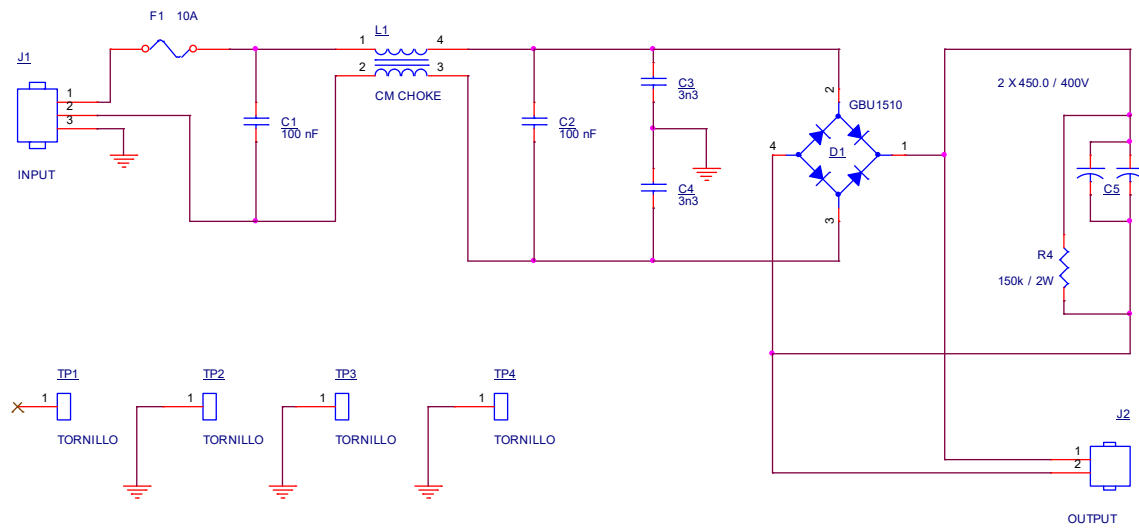 F1 10A
J1
1
2
3
INPUT
L1
1 4
2 3
CM CHOKE
C1
100 nF
C2
100 nF
C3
3n3
C4
3n3
2
GBU1510
4
D1
1
3
2 X 450.0 / 400V
C5
R4
150k / 2W
TP1
1
TORNILLO
TP2
1
TORNILLO
TP3
1
TORNILLO
TP4
1
TORNILLO
J2
1
2
OUTPUT